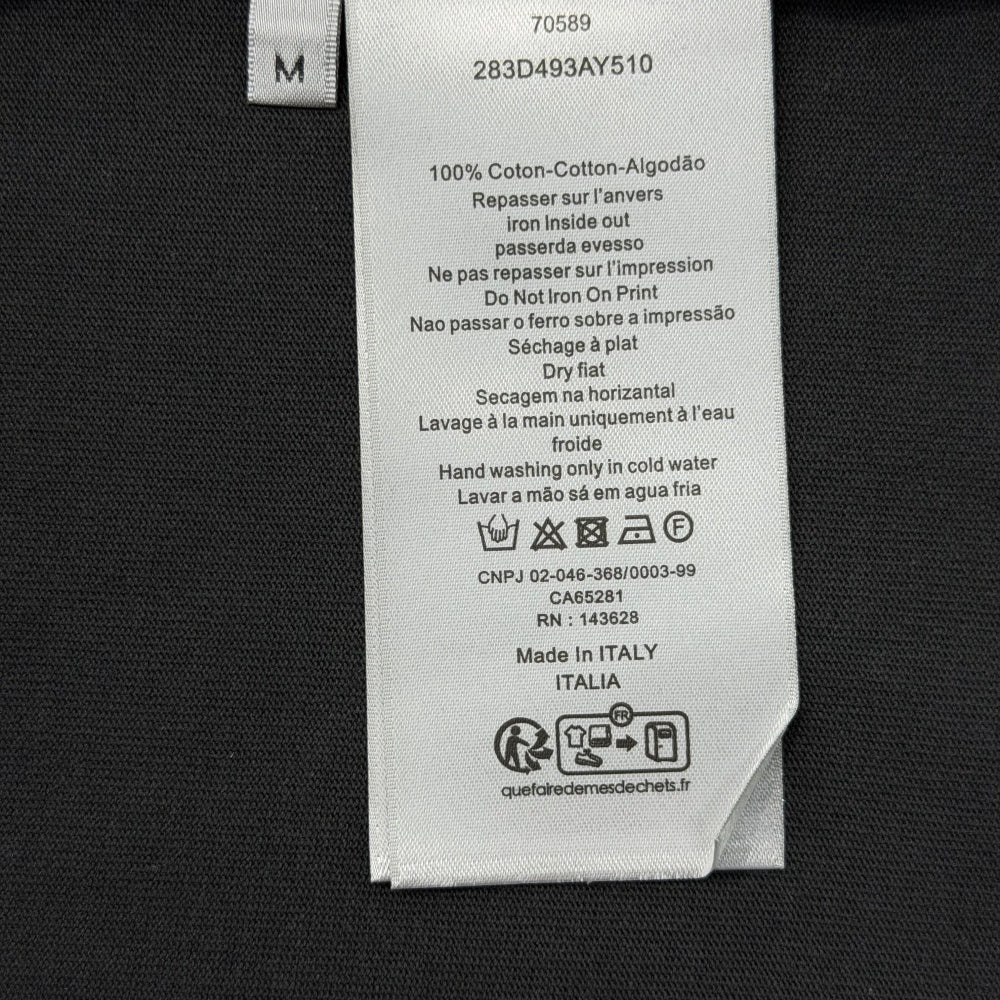 M
70589
283D493AY510
100% Coton-Cotton-Algodão
Repasser sur l'anvers
iron Inside out
passerda evesso
Ne pas repasser sur l'impression
Do Not Iron On Print
Nao passar o ferro sobre a impressão
Séchage à plat
Dry fiat
Secagem na horizantal
Lavage à la main uniquement à l'eau
froide
Hand washing only in cold water
Lavar a mão sá em agua fria
F
CNPJ 02-046-368/0003-99
CA65281
RN : 143628
Made In ITALY
ITALIA
FR
quefairedemesdechets.fr